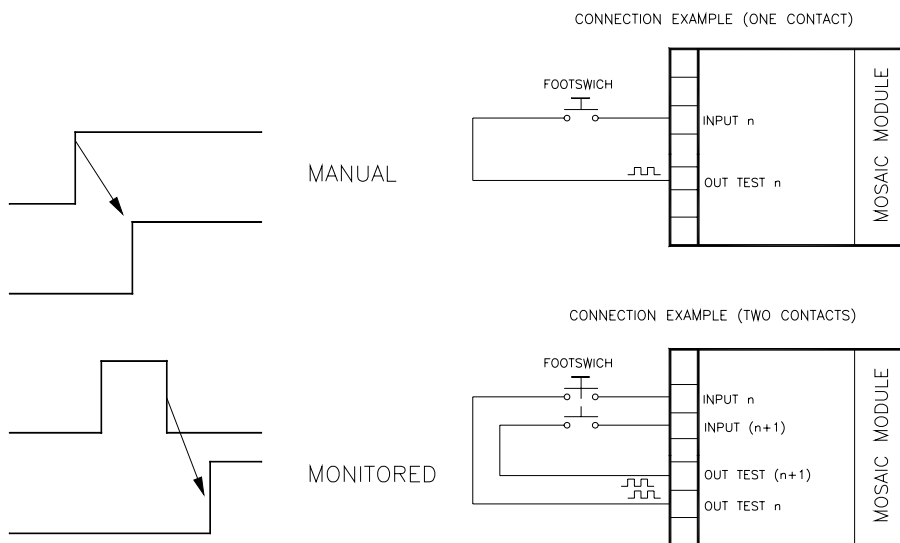 CONNECTION EXAMPLE (ONE CONTACT)
FOOTSWICH
INPUT n
OUT TEST n
MOSAIC MODULE
MANUAL
CONNECTION EXAMPLE (TWO CONTACTS)
FOOTSWICH
INPUT n
INPUT (n+1)
OUT TEST (n+1)
OUT TEST n
MOSAIC MODULE
MONITORED